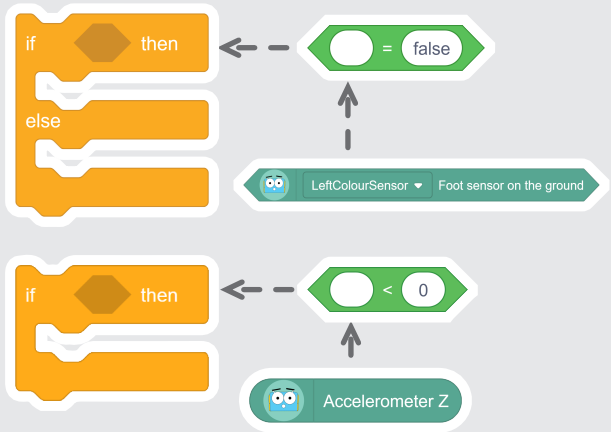 if then
= false
else
LeftColourSensor Foot sensor on the ground
if then
< 0
Accelerometer Z